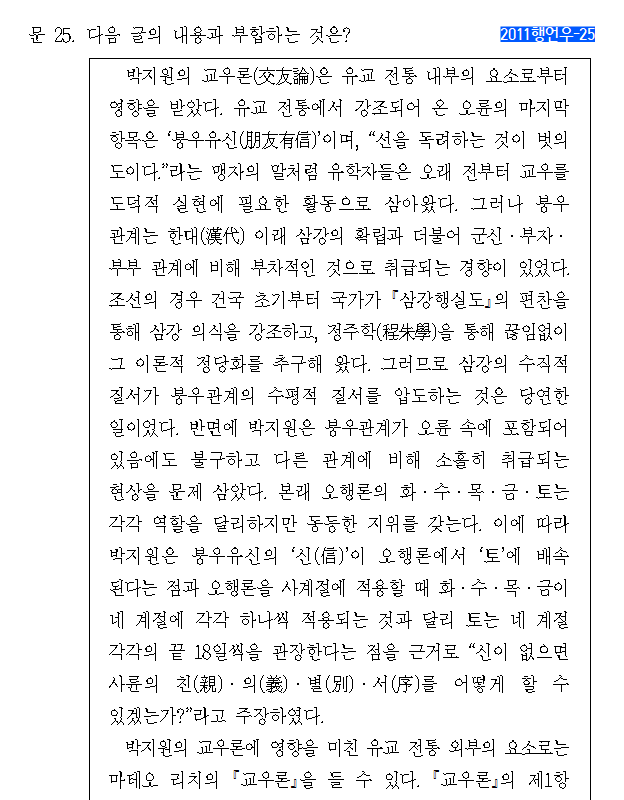 문 25. 다음 글의 내용과 부합하는 것은?
2011행언우-25
박지원의 교우론(交友論)은 유교 전통 내부의 요소로부터
영향을 받았다. 유교 전통에서 강조되어 온 오륜의 마지막
항목은 ‘붕우유신(朋友有信)’이며, “선을 독려하는 것이 벗의
도이다.”라는 맹자의 말처럼 유학자들은 오래 전부터 교우를
도덕적 실현에 필요한 활동으로 삼아왔다. 그러나 붕우
관계는 한대(漢代) 이래 삼강의 확립과 더불어 군신·부자·
부부 관계에 비해 부차적인 것으로 취급되는 경향이 있었다.
조선의 경우 건국 초기부터 국가가 『삼강행실도』의 편찬을
통해 삼강 의식을 강조하고, 정주학(程朱學)을 통해 끊임없이
그 이론적 정당화를 추구해 왔다. 그러므로 삼강의 수직적
질서가 붕우관계의 수평적 질서를 압도하는 것은 당연한
일이었다. 반면에 박지원은 붕우관계가 오륜 속에 포함되어
있음에도 불구하고 다른 관계에 비해 소홀히 취급되는
현상을 문제 삼았다. 본래 오행론의 화·수·목·금·토는
각각 역할을 달리하지만 동등한 지위를 갖는다. 이에 따라
박지원은 붕우유신의 ‘신(信)’이 오행론에서 ‘토’에 배속
된다는 점과 오행론을 사계절에 적용할 때 화·수·목·금이
네 계절에 각각 하나씩 적용되는 것과 달리 토는 네 계절
각각의 끝 18일씩을 관장한다는 점을 근거로 “신이 없으면
사륜의 친(親)·의(義)·별(別)·서(序)를 어떻게 할 수
있겠는가?”라고 주장하였다.
박지원의 교우론에 영향을 미친 유교 전통 외부의 요소로는
마테오 리치의 『교우론』을 들 수 있다. 『교우론』의 제1항